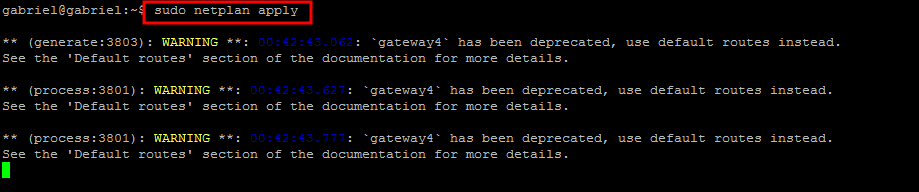 gabriel@gabriel:~$ sudo netplan apply
** (generate:3803): WARNING **: 00:42:43.062: `gateway4` has been deprecated, use default routes instead.
See the 'Default routes' section of the documentation for more details.
** (process:3801): WARNING **: 00:42:43.627: `gateway4` has been deprecated, use default routes instead.
See the 'Default routes' section of the documentation for more details.
** (process:3801): WARNING **: 00:42:43.777: `gateway4` has been deprecated, use default routes instead.
See the 'Default routes' section of the documentation for more details.